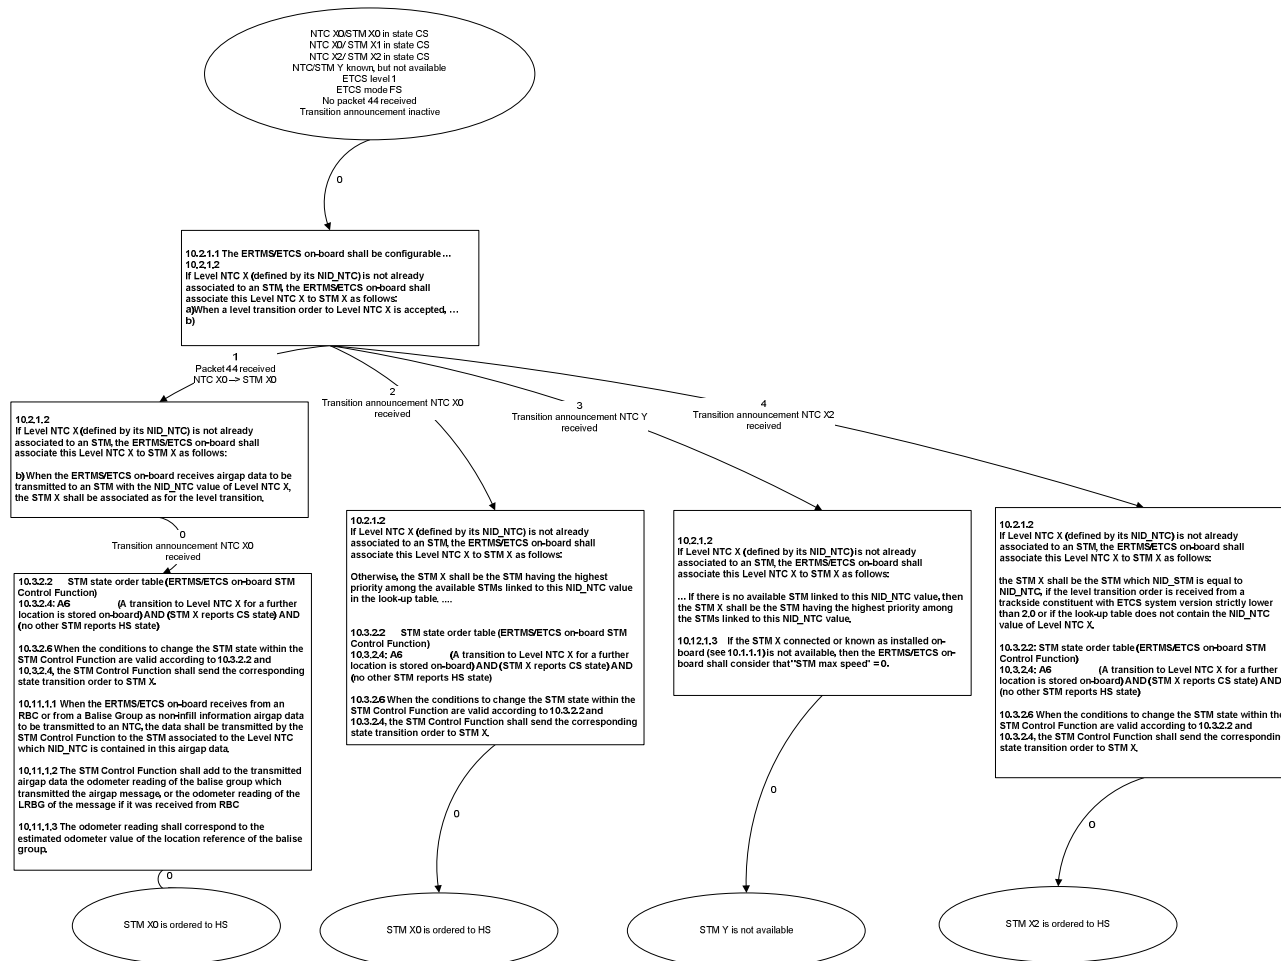 NTC X0/STM X0 in state CS
NTC X0/ STM X1 in state CS
NTC X2/ STM X2 in state CS
NTC/STM Y known, but not available
ETCS level 1
ETCS mode FS
No packet 44 received
Transition announcement inactive
0
10.2.1.1 The ERTMS/ETCS on-board shall be configurable ...
10.2.1.2
If Level NTC X (defined by its NID_NTC) is not already
associated to an STM, the ERTMS/ETCS on-board shall
associate this Level NTC X to STM X as follows:
a)When a level transition order to Level NTC X is accepted, ...
b)
1
Packet 44 received
NTC X0 --> STM X0
2
Transition announcement NTC X0
received
3
Transition announcement NTC Y
received
4
Transition announcement NTC X2
received
10.2.1.2
If Level NTC X (defined by its NID_NTC) is not already
associated to an STM, the ERTMS/ETCS on-board shall
associate this Level NTC X to STM X as follows:
b) When the ERTMS/ETCS on-board receives airgap data to be
transmitted to an STM with the NID_NTC value of Level NTC X,
the STM X shall be associated as for the level transition.
0
Transition announcement NTC X0
received
10.3.2.2 STM state order table (ERTMS/ETCS on-board STM
Control Function)
10.3.2.4: A6 (A transition to Level NTC X for a further
location is stored on-board) AND (STM X reports CS state) AND
(no other STM reports HS state)
10.3.2.6 When the conditions to change the STM state within the
STM Control Function are valid according to 10.3.2.2 and
10.3.2.4, the STM Control Function shall send the corresponding
state transition order to STM X.
10.11.1.1 When the ERTMS/ETCS on-board receives from an
RBC or from a Balise Group as non-infill information airgap data
to be transmitted to an NTC, the data shall be transmitted by the
STM Control Function to the STM associated to the Level NTC
which NID_NTC is contained in this airgap data.
10.11.1.2 The STM Control Function shall add to the transmitted
airgap data the odometer reading of the balise group which
transmitted the airgap message, or the odometer reading of the
LRBG of the message if it was received from RBC
10.11.1.3 The odometer reading shall correspond to the
estimated odometer value of the location reference of the balise
group.
0
STM X0 is ordered to HS
10.2.1.2
If Level NTC X (defined by its NID_NTC) is not already
associated to an STM, the ERTMS/ETCS on-board shall
associate this Level NTC X to STM X as follows:
Otherwise, the STM X shall be the STM having the highest
priority among the available STMs linked to this NID_NTC value
in the look-up table. ....
10.3.2.2 STM state order table (ERTMS/ETCS on-board STM
Control Function)
10.3.2.4: A6 (A transition to Level NTC X for a further
location is stored on-board) AND (STM X reports CS state) AND
(no other STM reports HS state)
10.3.2.6 When the conditions to change the STM state within the
STM Control Function are valid according to 10.3.2.2 and
10.3.2.4, the STM Control Function shall send the corresponding
state transition order to STM X.
0
STM X0 is ordered to HS
10.2.1.2
If Level NTC X (defined by its NID_NTC) is not already
associated to an STM, the ERTMS/ETCS on-board shall
associate this Level NTC X to STM X as follows:
... If there is no available STM linked to this NID_NTC value, then
the STM X shall be the STM having the highest priority among
the STMs linked to this NID_NTC value.
10.12.1.3 If the STM X connected or known as installed on-
board (see 10.1.1.1) is not available, then the ERTMS/ETCS on-
board shall consider that "STM max speed" = 0.
0
STM Y is not available
10.2.1.2
If Level NTC X (defined by its NID_NTC) is not already
associated to an STM, the ERTMS/ETCS on-board shall
associate this Level NTC X to STM X as follows:
the STM X shall be the STM which NID_STM is equal to
NID_NTC, if the level transition order is received from a
trackside constituent with ETCS system version strictly lower
than 2.0 or if the look-up table does not contain the NID_NTC
value of Level NTC X.
10.3.2.2: STM state order table (ERTMS/ETCS on-board STM
Control Function)
10.3.2.4: A6 (A transition to Level NTC X for a further
location is stored on-board) AND (STM X reports CS state) AND
(no other STM reports HS state)
10.3.2.6 When the conditions to change the STM state within the
STM Control Function are valid according to 10.3.2.2 and
10.3.2.4, the STM Control Function shall send the correspondin
state transition order to STM X.
0
STM X2 is ordered to HS